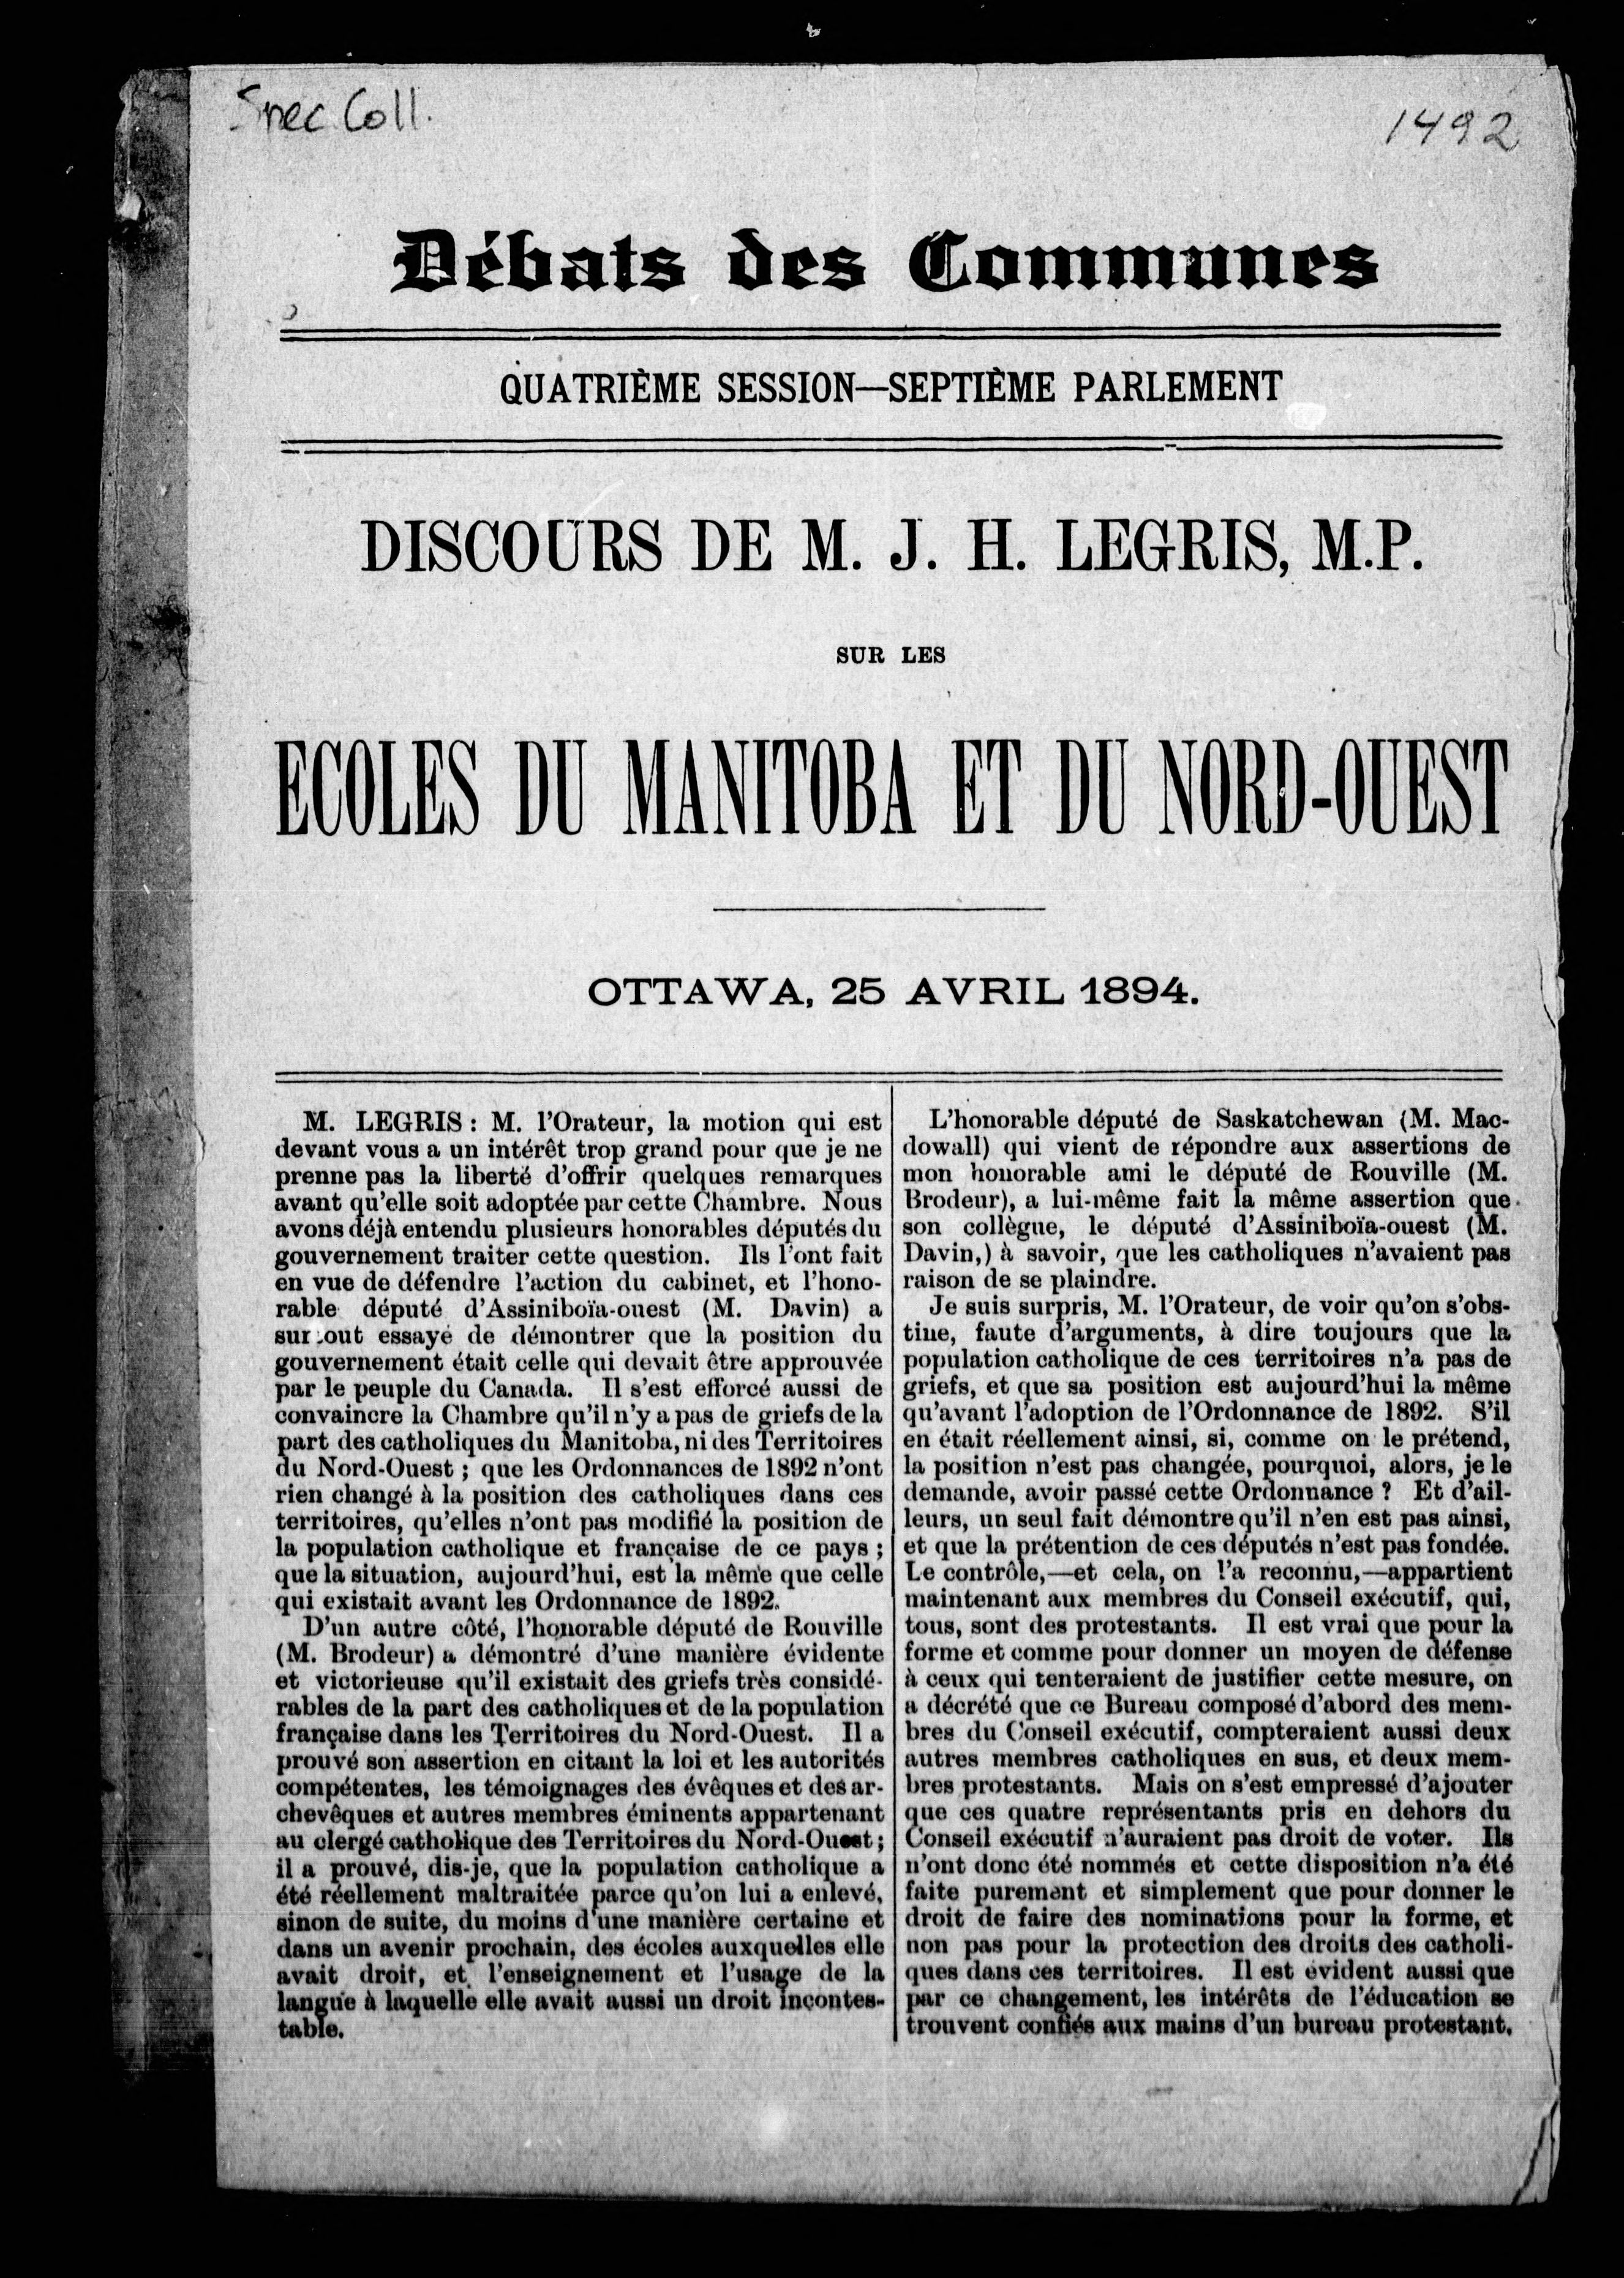 Spec. Coll.
1492
Débats des Communes
QUATRIÈME SESSION—SEPTIÈME PARLEMENT
DISCOURS DE M. J. H. LEGRIS, M.P.
SUR LES
ECOLES DU MANITOBA ET DU NORD-OUEST
OTTAWA, 25 AVRIL 1894.
M. LEGRIS : M. l'Orateur, la motion qui est
devant vous a un intérêt trop grand pour que je ne
prenne pas la liberté d'offrir quelques remarques
avant qu'elle soit adoptée par cette Chambre. Nous
avons déjà entendu plusieurs honorables députés du
gouvernement traiter cette question. Ils l'ont fait
en vue de défendre l'action du cabinet, et l'hono-
rable député d'Assiniboïa-ouest (M. Davin) a
surtout essayé de démontrer que la position du
gouvernement était celle qui devait être approuvée
par le peuple du Canada. Il s'est efforcé aussi de
convaincre la Chambre qu'il n'y a pas de griefs de la
part des catholiques du Manitoba, ni des Territoires
du Nord-Ouest ; que les Ordonnances de 1892 n'ont
rien changé à la position des catholiques dans ces
territoires, qu'elles n'ont pas modifié la position de
la population catholique et française de ce pays ;
que la situation, aujourd'hui, est la même que celle
qui existait avant les Ordonnance de 1892.
D'un autre côté, l'honorable député de Rouville
(M. Brodeur) a démontré d'une manière évidente
et victorieuse qu'il existait des griefs très considé-
rables de la part des catholiques et de la population
française dans les Territoires du Nord-Ouest. Il a
prouvé son assertion en citant la loi et les autorités
compétentes, les témoignages des évêques et des ar-
chevêques et autres membres éminents appartenant
au clergé catholique des Territoires du Nord-Ouest ;
il a prouvé, dis-je, que la population catholique a
été réellement maltraitée parce qu'on lui a enlevé,
sinon de suite, du moins d'une manière certaine et
dans un avenir prochain, des écoles auxquelles elle
avait droit, et l'enseignement et l'usage de la
langue à laquelle elle avait aussi un droit incontes-
table.
L'honorable député de Saskatchewan (M. Mac-
dowall) qui vient de répondre aux assertions de
mon honorable ami le député de Rouville (M.
Brodeur), a lui-même fait la même assertion que
son collègue, le député d'Assiniboïa-ouest (M.
Davin,) à savoir, que les catholiques n'avaient pas
raison de se plaindre.
Je suis surpris, M. l'Orateur, de voir qu'on s'obs-
tine, faute d'arguments, à dire toujours que la
population catholique de ces territoires n'a pas de
griefs, et que sa position est aujourd'hui la même
qu'avant l'adoption de l'Ordonnance de 1892. S'il
en était réellement ainsi, si, comme on le prétend,
la position n'est pas changée, pourquoi, alors, je le
demande, avoir passé cette Ordonnance ? Et d'ail-
leurs, un seul fait démontre qu'il n'en est pas ainsi,
et que la prétention de ces députés n'est pas fondée.
Le contrôle,—et cela, on l'a reconnu,—appartient
maintenant aux membres du Conseil exécutif, qui,
tous, sont des protestants. Il est vrai que pour la
forme et comme pour donner un moyen de défense
à ceux qui tenteraient de justifier cette mesure, on
a décrété que ce Bureau composé d'abord des mem-
bres du Conseil exécutif, compteraient aussi deux
autres membres catholiques en sus, et deux mem-
bres protestants. Mais on s'est empressé d'ajouter
que ces quatre représentants pris en dehors du
Conseil exécutif n'auraient pas droit de voter. Ils
n'ont donc été nommés et cette disposition n'a été
faite purement et simplement que pour donner le
droit de faire des nominations pour la forme, et
non pas pour la protection des droits des catholi-
ques dans ces territoires. Il est évident aussi que
par ce changement, les intérêts de l'éducation se
trouvent confiés aux mains d'un bureau protestant.